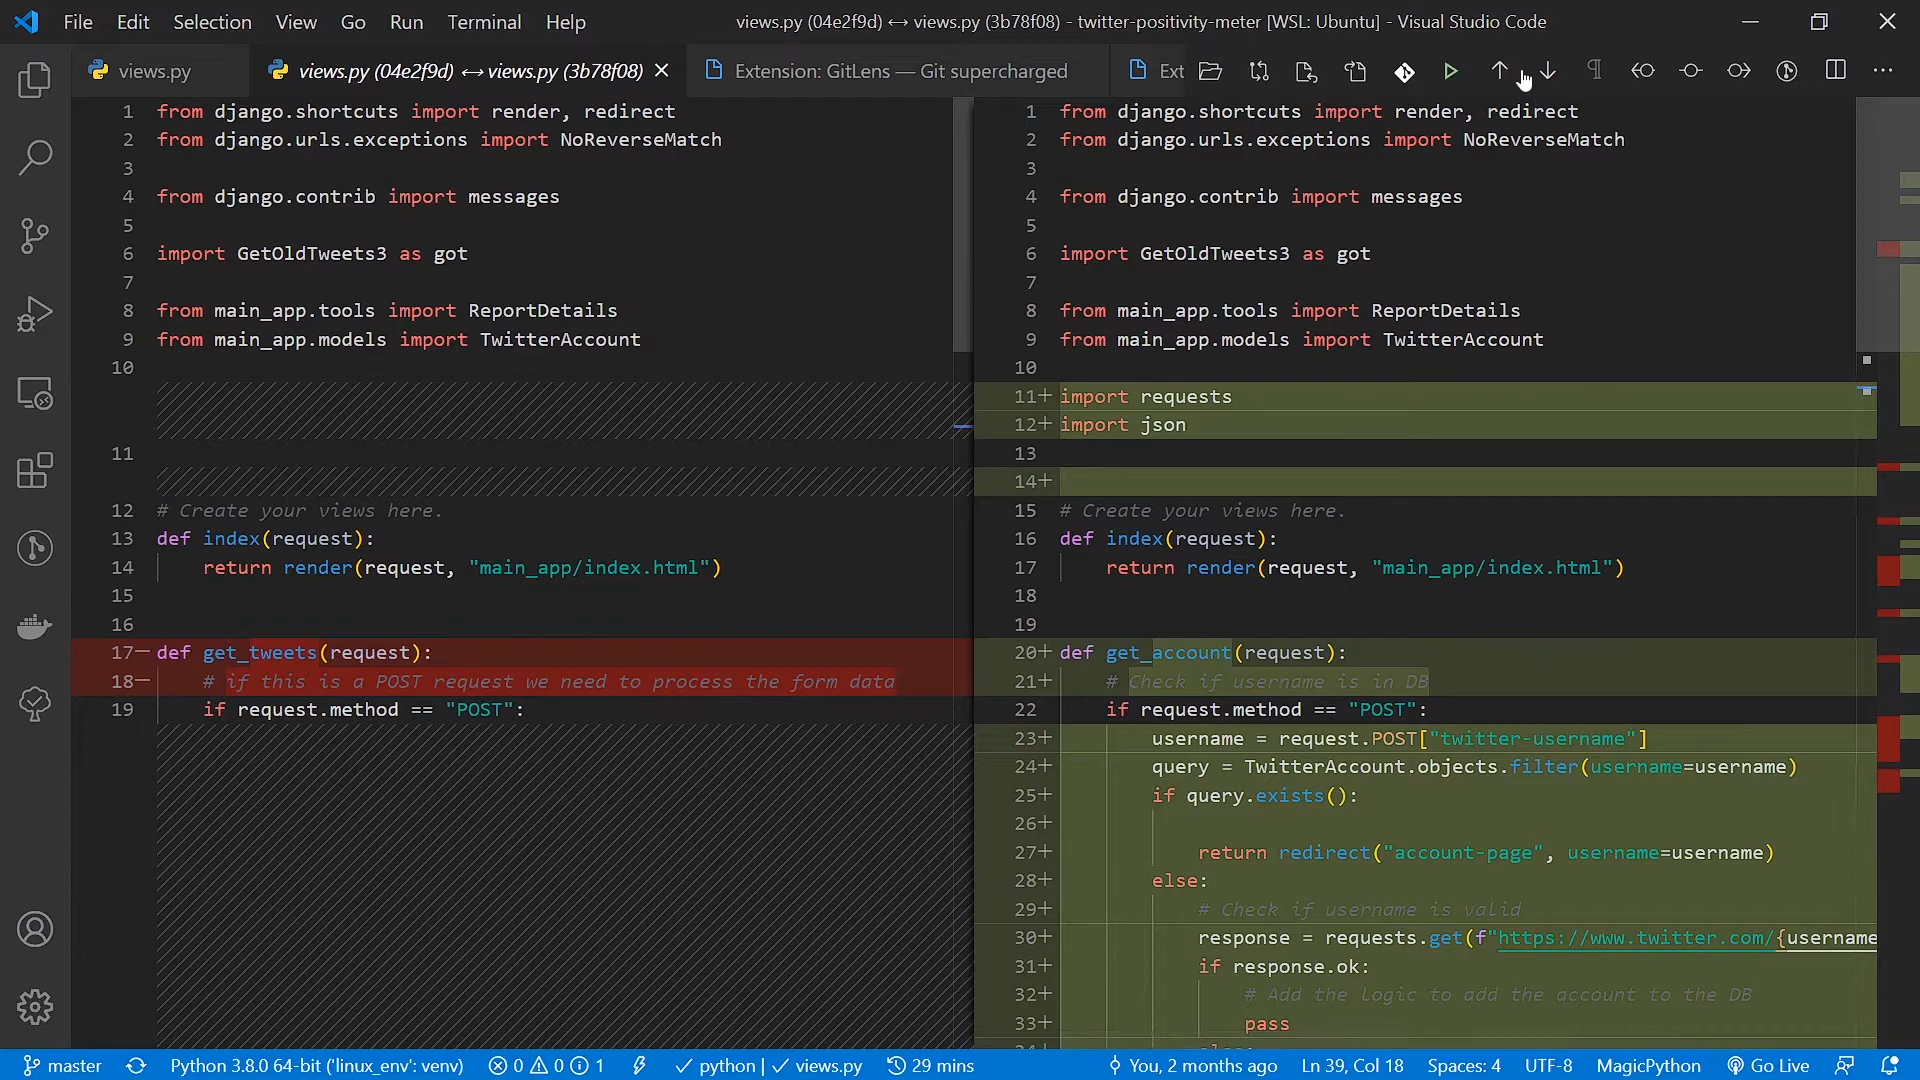 File Edit Selection View Go Run Terminal Help
views.py (04e2f9d) ↔ views.py (3b78f08) - twitter-positivity-meter [WSL: Ubuntu] - Visual Studio Code
views.py
views.py (04e2f9d) ↔ views.py (3b78f08)
Extension: GitLens — Git supercharged
Ext
1 from django.shortcuts import render, redirect
2 from django.urls.exceptions import NoReverseMatch
3
4 from django.contrib import messages
5
6 import GetOldTweets3 as got
7
8 from main_app.tools import ReportDetails
9 from main_app.models import TwitterAccount
10
11
12 # Create your views here.
13 def index(request):
14 return render(request, "main_app/index.html")
15
16
17— def get_tweets(request):
18— # if this is a POST request we need to process the form data
19 if request.method == "POST":
1 from django.shortcuts import render, redirect
2 from django.urls.exceptions import NoReverseMatch
3
4 from django.contrib import messages
5
6 import GetOldTweets3 as got
7
8 from main_app.tools import ReportDetails
9 from main_app.models import TwitterAccount
10
11+ import requests
12+ import json
13
14+
15 # Create your views here.
16 def index(request):
17 return render(request, "main_app/index.html")
18
19
20+ def get_account(request):
21+ # Check if username is in DB
22 if request.method == "POST":
23+ username = request.POST["twitter-username"]
24+ query = TwitterAccount.objects.filter(username=username)
25+ if query.exists():
26+
27+ return redirect("account-page", username=username)
28+ else:
29+ # Check if username is valid
30+ response = requests.get(f"https://www.twitter.com/{username
31+ if response.ok:
32+ # Add the logic to add the account to the DB
33+ pass
master Python 3.8.0 64-bit ('linux_env': venv) 0 0 1 python | views.py 29 mins You, 2 months ago Ln 39, Col 18 Spaces: 4 UTF-8 MagicPython Go Live